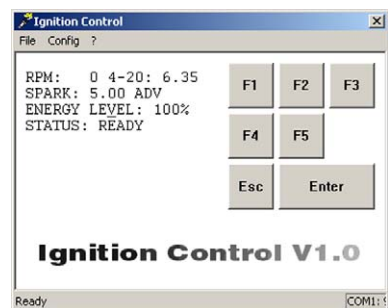 Ignition Control
File Config ?
RPM: 0 4-20: 6.35
SPARK: 5.00 ADV
ENERGY LEVEL: 100%
STATUS: READY
F1 F2 F3
F4 F5
Esc Enter
Ignition Control V1.0
Ready COM1: